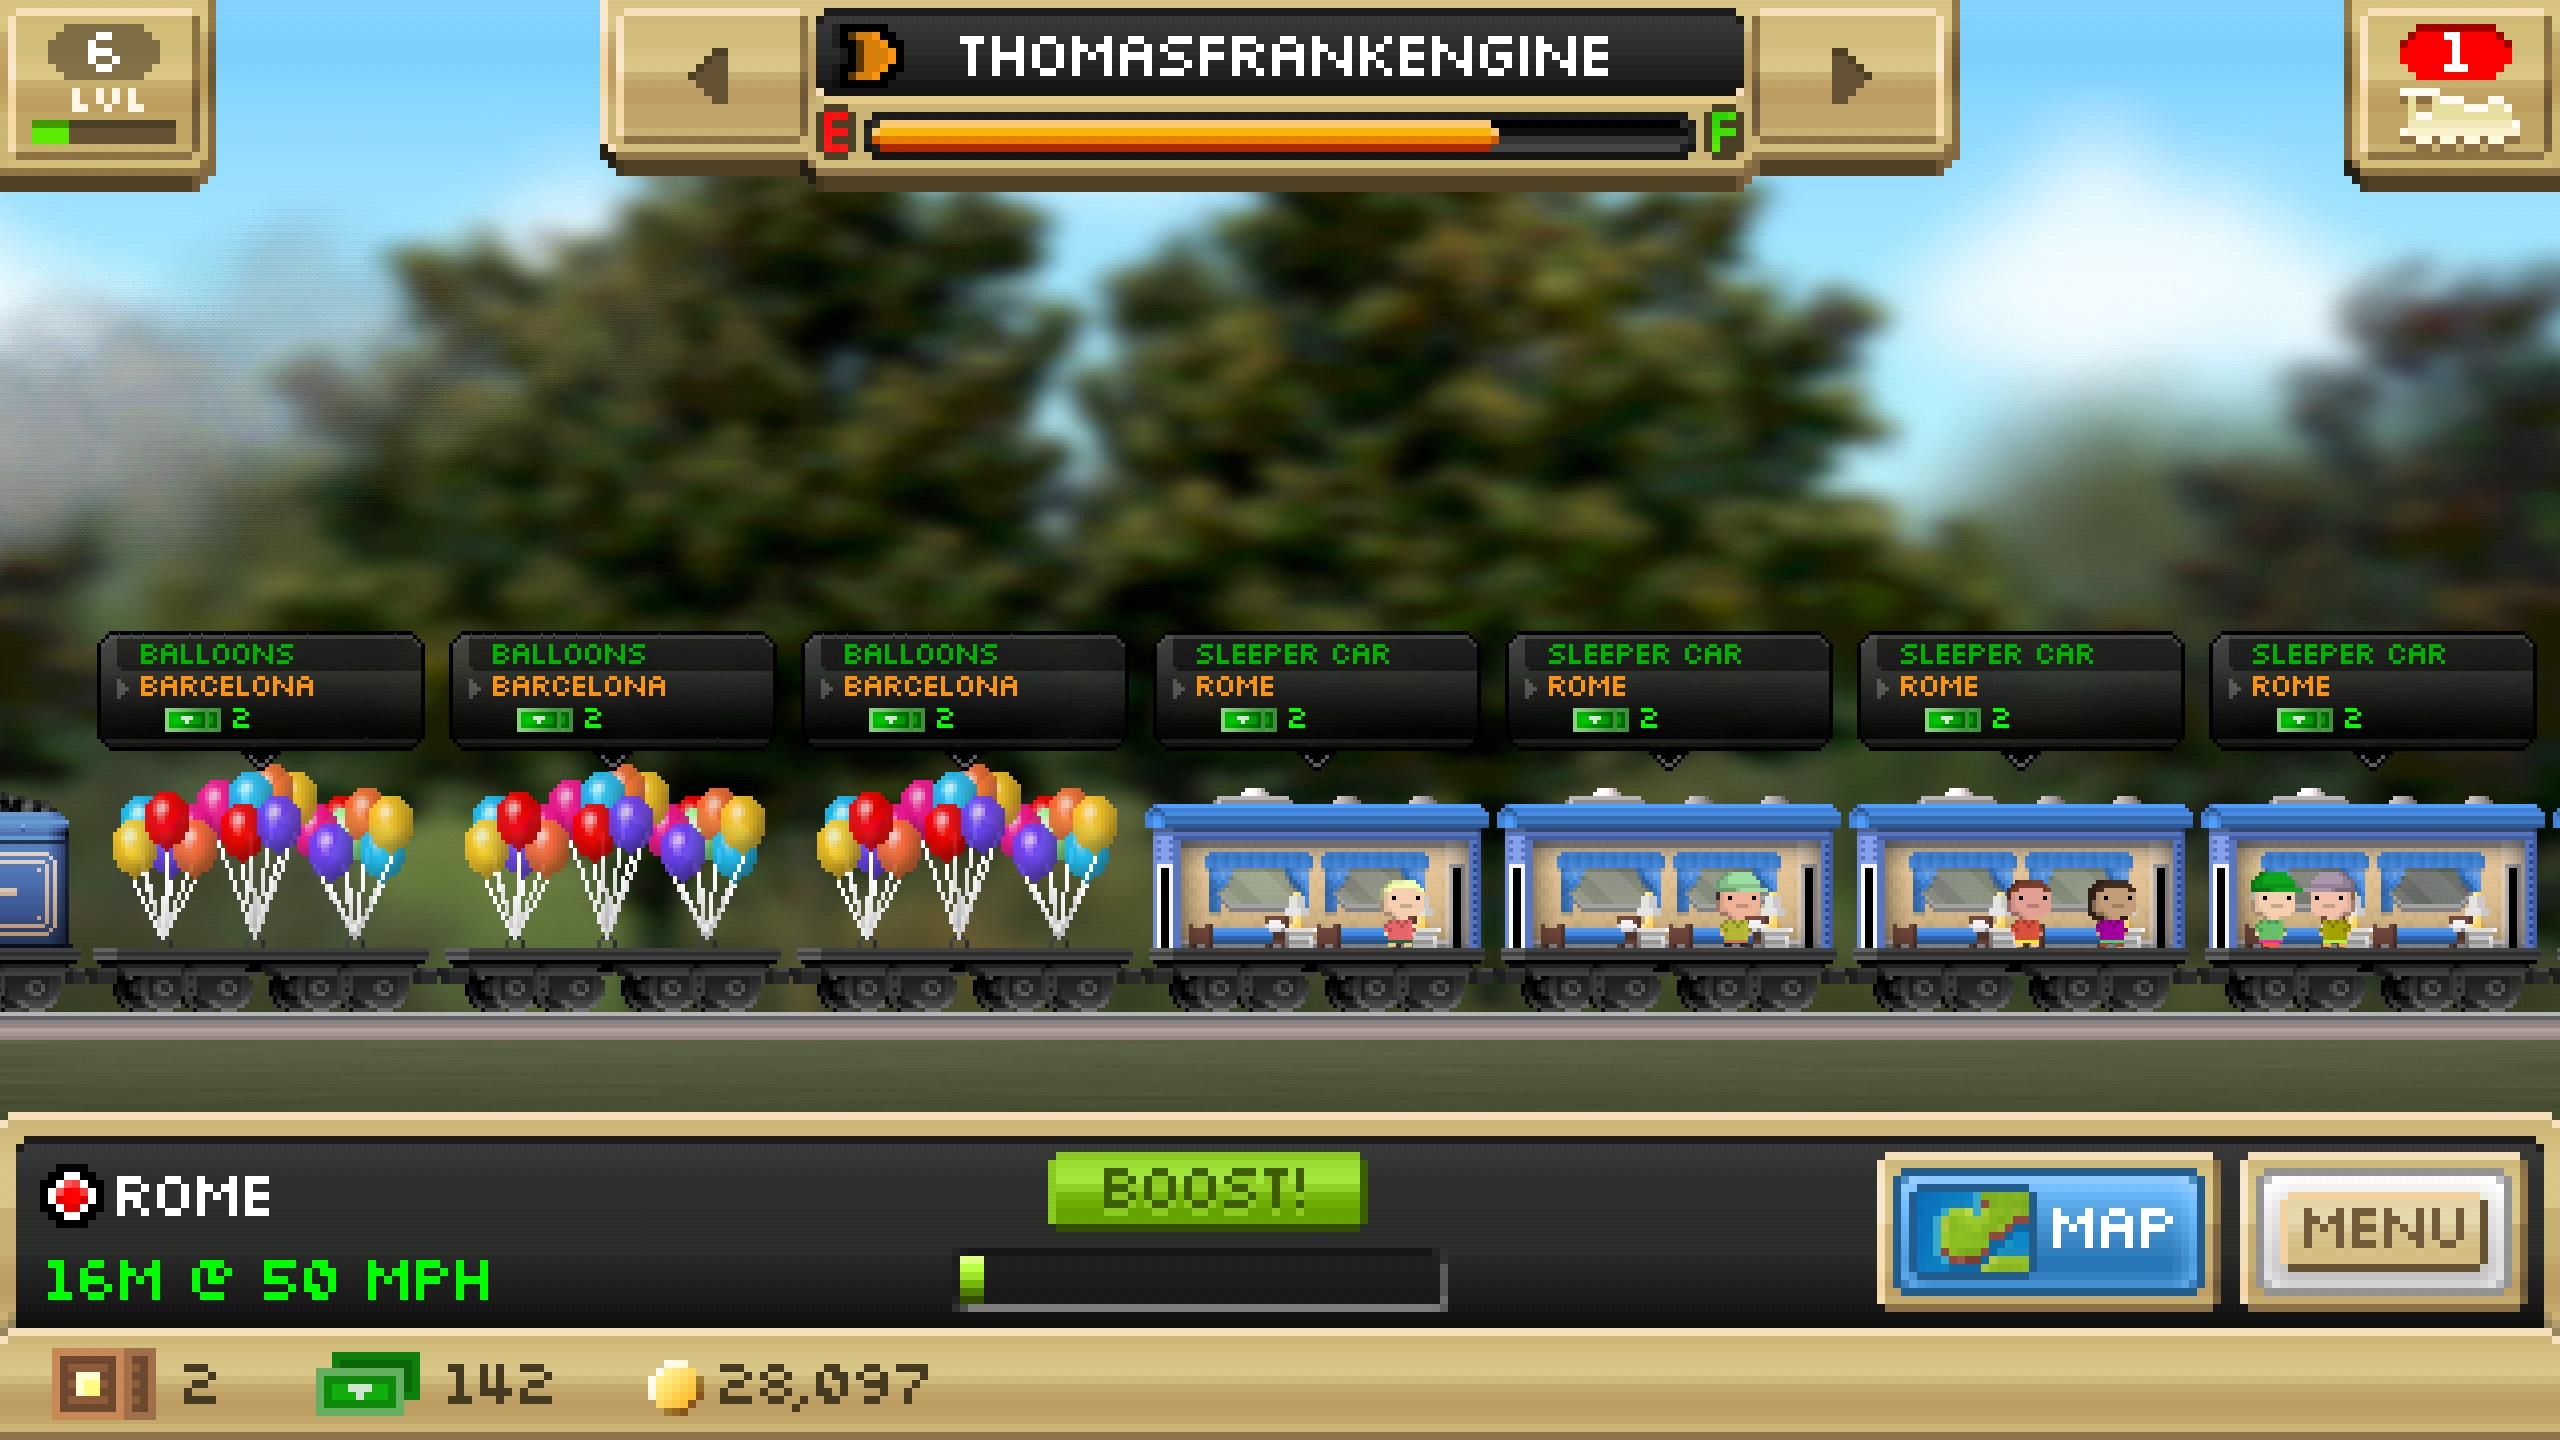 6
LVL
THOMASFRANKENGINE
E F
1
BALLOONS
BARCELONA
2
BALLOONS
BARCELONA
2
BALLOONS
BARCELONA
2
SLEEPER CAR
ROME
2
SLEEPER CAR
ROME
2
SLEEPER CAR
ROME
2
SLEEPER CAR
ROME
2
ROME
16M @ 50 MPH
BOOST!
MAP
MENU
2
142
28,097